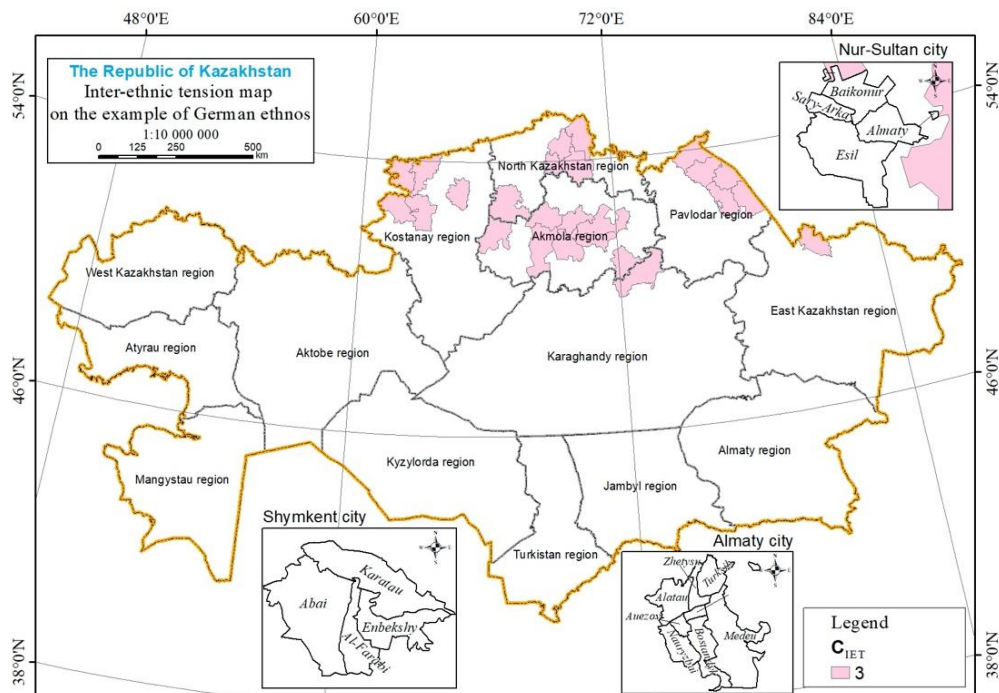 48°0'E
60°0'E
72°0'E
84°0'E
54°0'N
54°0'N
46°0'N
46°0'N
38°0'N
38°0'N
The Republic of Kazakhstan
Inter-ethnic tension map
on the example of German ethnos
1:10 000 000
0 125 250 500
km
Nur-Sultan city
N
W E
S
Baikonur
Sary-Arka
Almaty
Esil
North Kazakhstan region
Pavlodar region
Kostanay region
Akmola region
West Kazakhstan region
East Kazakhstan region
Atyrau region
Aktobe region
Karaghandy region
Mangystau region
Kyzylorda region
Almaty region
Jambyl region
Turkistan region
Shymkent city
N
W E
S
Karatau
Abai
Enbekshy
Al-Farabi
Almaty city
N
W E
S
Zhetysu
Turksib
Alatau
Auezov
Medeu
Nauryzbai
Legend
C IET
3